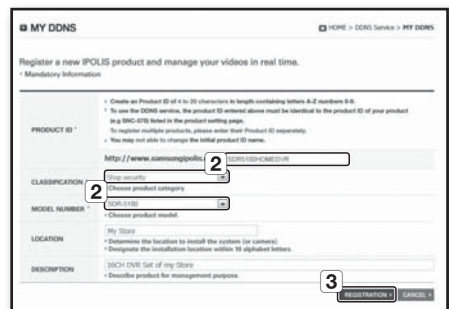 MY DDNS
HOME > DDNS Service > MY DDNS
Register a new IPOLIS product and manage your videos in real time.
* Mandatory Information
PRODUCT ID *
Create an Product ID of 4 to 20 characters in length containing letters A-Z numbers 0-9.
To use the DDNS service, the product ID entered above must be identical to the product ID of your product
(e.g SNC-570) listed in the product setting page.
To register multiple products, please enter their Product ID separately.
You may not able to change the initial product ID name.
http://www.samsungipolis. SDR5100HOMEDVR
2
CLASSIFICATION
Shop security
Choose product category.
2
MODEL NUMBER *
SDR-5100
Choose product model.
LOCATION
My Store
Determine the location to install the system (or camera).
Designate the installation location within 10 alphabet letters.
DESCRIPTION
16CH DVR Set of my Store
Describe product for management purpose.
3
REGISTRATION CANCEL